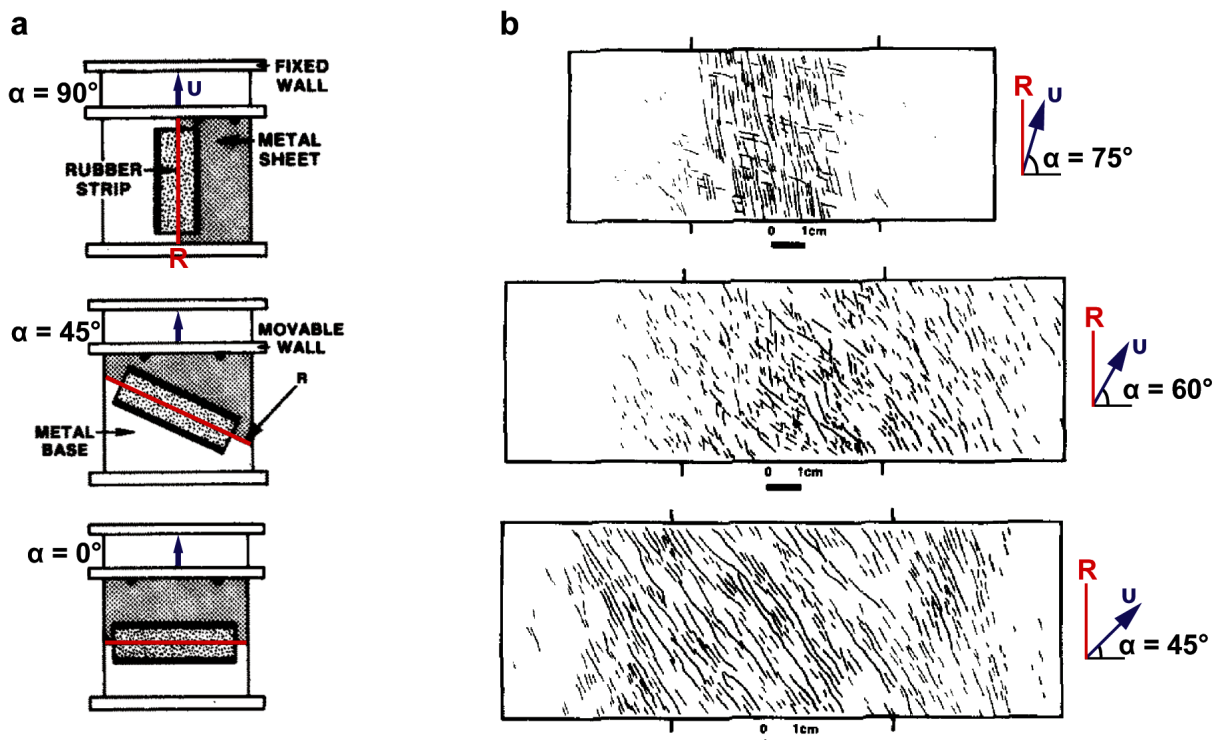 a
α = 90°
FIXED
WALL
U
METAL
SHEET
RUBBER
STRIP
R
α = 45°
MOVABLE
WALL
R
METAL
BASE
α = 0°
b
R
U
α = 75°
0 1cm
R
U
α = 60°
0 1cm
R
U
α = 45°
0 1cm